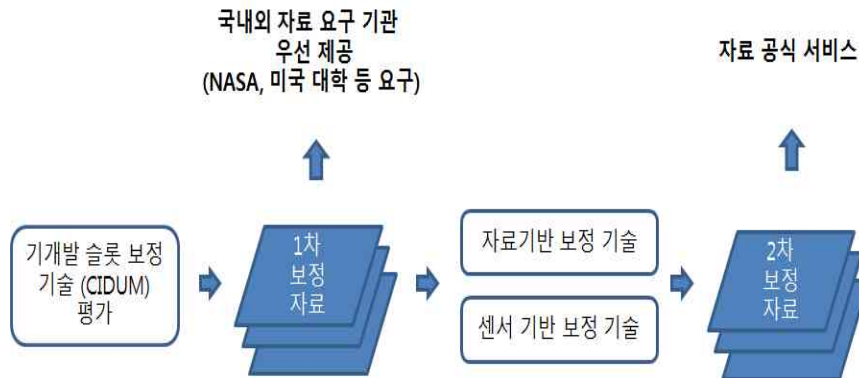 국내외 자료 요구 기관
우선 제공
(NASA, 미국 대학 등 요구)
자료 공식 서비스
기개발 슬롯 보정
기술 (CIDUM)
평가
1차
보정
자료
자료기반 보정 기술
센서 기반 보정 기술
2차
보정
자료